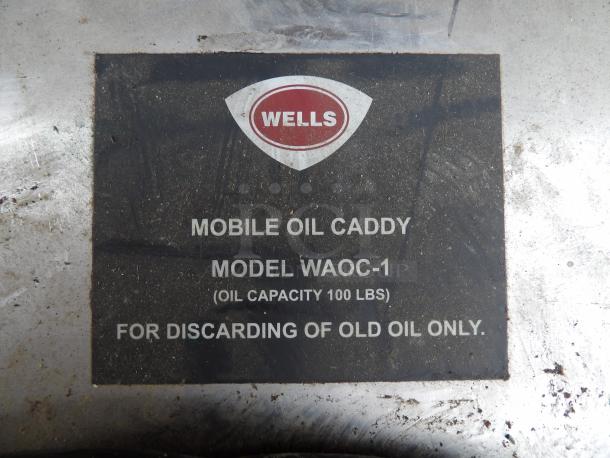 WELLS
MOBILE OIL CADDY
MODEL WAOC-1
(OIL CAPACITY 100 LBS)
FOR DISCARDING OF OLD OIL ONLY.